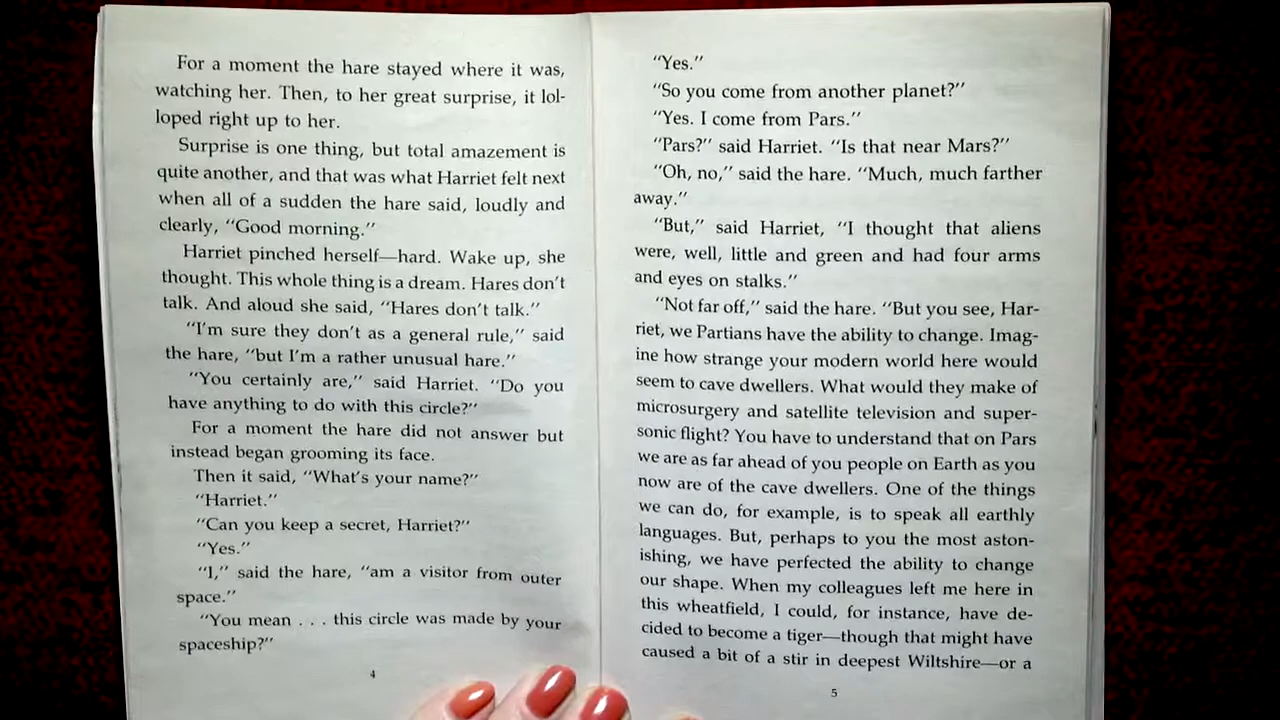 For a moment the hare stayed where it was,
watching her. Then, to her great surprise, it lol-
loped right up to her.
Surprise is one thing, but total amazement is
quite another, and that was what Harriet felt next
when all of a sudden the hare said, loudly and
clearly, “Good morning.”
Harriet pinched herself—hard. Wake up, she
thought. This whole thing is a dream. Hares don’t
talk. And aloud she said, “Hares don’t talk.”
“I’m sure they don’t as a general rule,” said
the hare, “but I’m a rather unusual hare.”
“You certainly are,” said Harriet. “Do you
have anything to do with this circle?”
For a moment the hare did not answer but
instead began grooming its face.
Then it said, “What’s your name?”
“Harriet.”
“Can you keep a secret, Harriet?”
“Yes.”
“I,” said the hare, “am a visitor from outer
space.”
“You mean . . . this circle was made by your
spaceship?”
4
“Yes.”
“So you come from another planet?”
“Yes. I come from Pars.”
“Pars?” said Harriet. “Is that near Mars?”
“Oh, no,” said the hare. “Much, much farther
away.”
“But,” said Harriet, “I thought that aliens
were, well, little and green and had four arms
and eyes on stalks.”
“Not far off,” said the hare. “But you see, Har-
riet, we Partians have the ability to change. Imag-
ine how strange your modern world here would
seem to cave dwellers. What would they make of
microsurgery and satellite television and super-
sonic flight? You have to understand that on Pars
we are as far ahead of you people on Earth as you
now are of the cave dwellers. One of the things
we can do, for example, is to speak all earthly
languages. But, perhaps to you the most aston-
ishing, we have perfected the ability to change
our shape. When my colleagues left me here in
this wheatfield, I could, for instance, have de-
cided to become a tiger—though that might have
caused a bit of a stir in deepest Wiltshire—or a
5